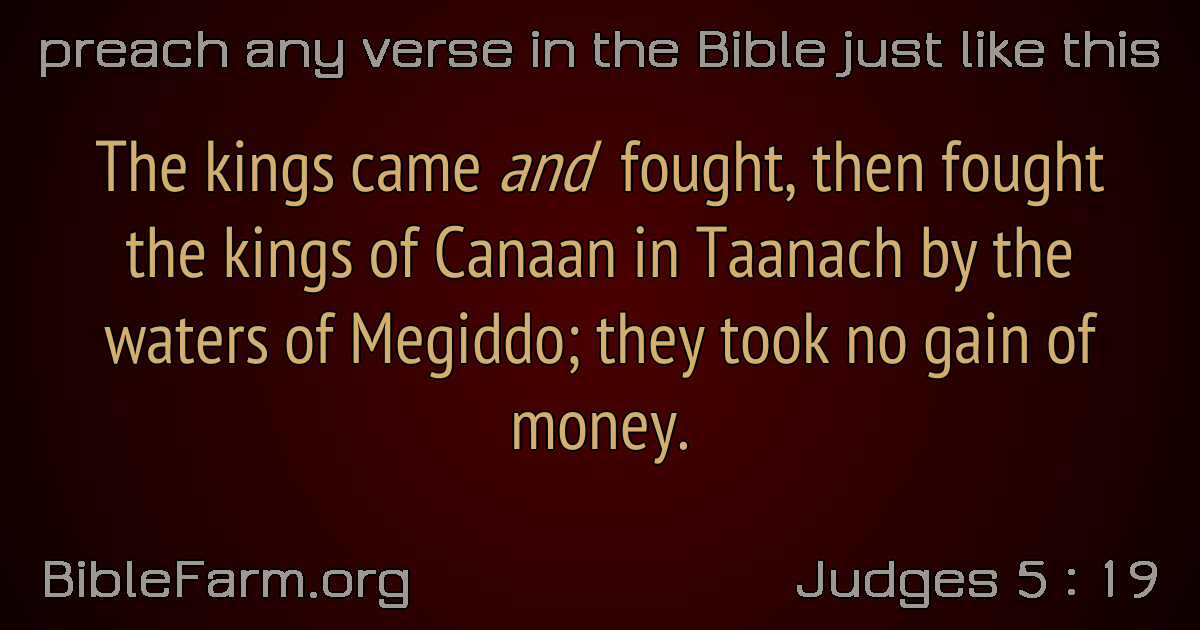 preach any verse in the Bible just like this
The kings came and fought, then fought
the kings of Canaan in Taanach by the
waters of Megiddo; they took no gain of
money.
BibleFarm.org
Judges 5 : 19